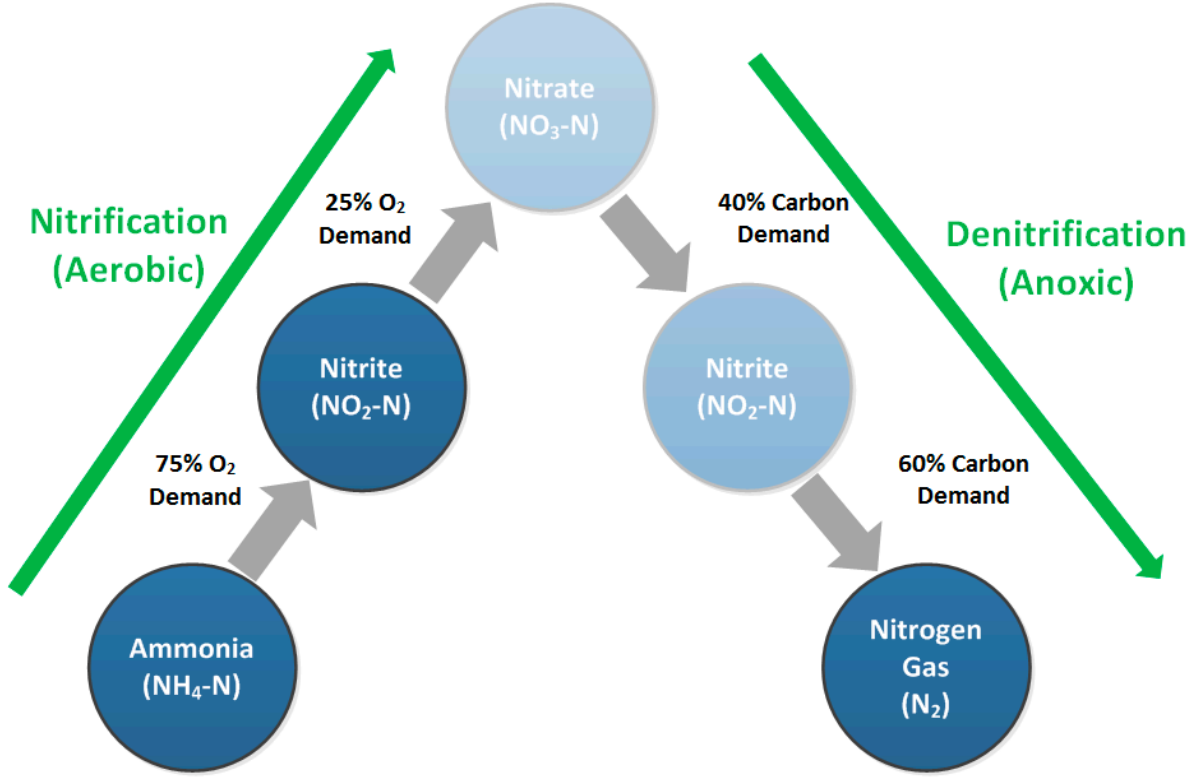 Nitrate
(NO₃-N)
25% O₂
Demand
40% Carbon
Demand
Nitrification
(Aerobic)
Denitrification
(Anoxic)
Nitrite
(NO₂-N)
Nitrite
(NO₂-N)
75% O₂
Demand
60% Carbon
Demand
Ammonia
(NH₄-N)
Nitrogen
Gas
(N₂)